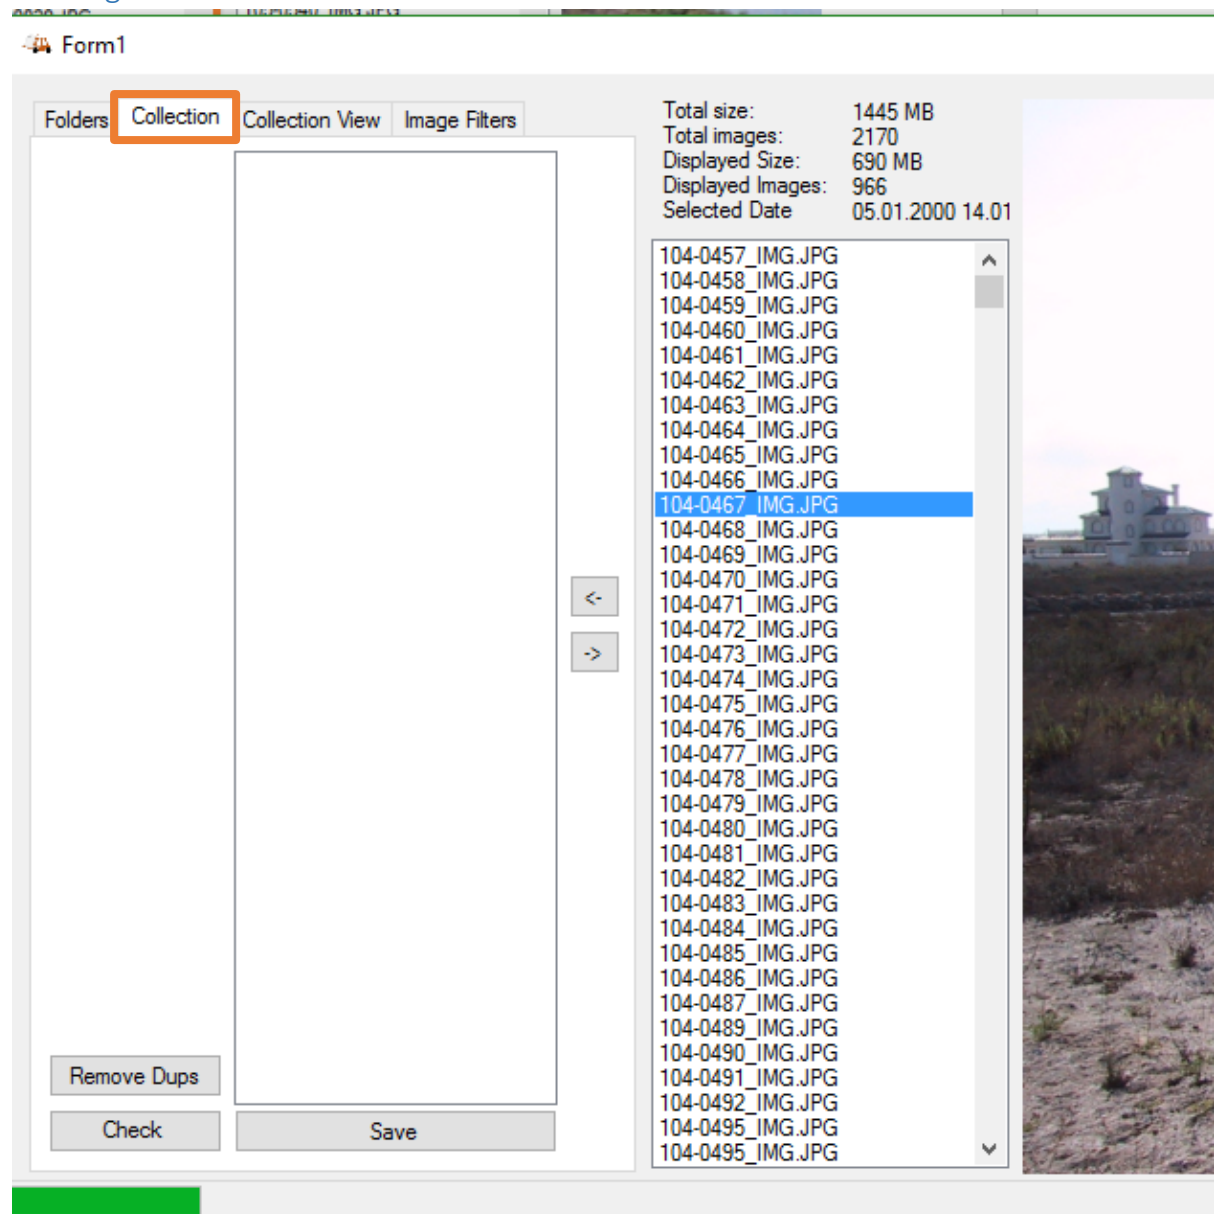 Form1
Folders Collection Collection View Image Filters
Total size: 1445 MB
Total images: 2170
Displayed Size: 690 MB
Displayed Images: 966
Selected Date 05.01.2000 14.01
104-0457_IMG.JPG
104-0458_IMG.JPG
104-0459_IMG.JPG
104-0460_IMG.JPG
104-0461_IMG.JPG
104-0462_IMG.JPG
104-0463_IMG.JPG
104-0464_IMG.JPG
104-0465_IMG.JPG
104-0466_IMG.JPG
104-0467_IMG.JPG
104-0468_IMG.JPG
104-0469_IMG.JPG
104-0470_IMG.JPG
104-0471_IMG.JPG
104-0472_IMG.JPG
104-0473_IMG.JPG
104-0474_IMG.JPG
104-0475_IMG.JPG
104-0476_IMG.JPG
104-0477_IMG.JPG
104-0478_IMG.JPG
104-0479_IMG.JPG
104-0480_IMG.JPG
104-0481_IMG.JPG
104-0482_IMG.JPG
104-0483_IMG.JPG
104-0484_IMG.JPG
104-0485_IMG.JPG
104-0486_IMG.JPG
104-0487_IMG.JPG
104-0489_IMG.JPG
104-0490_IMG.JPG
104-0491_IMG.JPG
104-0492_IMG.JPG
104-0495_IMG.JPG
104-0495_IMG.JPG
<-
->
Remove Dups
Check
Save